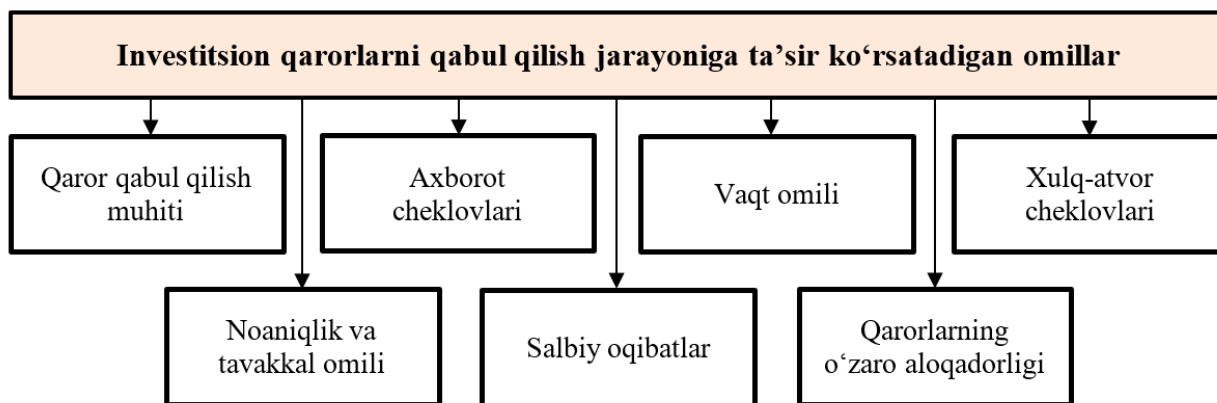 Investitsion qarorlarni qabul qilish jarayoniga ta’sir ko‘rsatadigan omillar
Qaror qabul qilish
muhiti
Axborot
cheklovlari
Vaqt omili
Xulq-atvor
cheklovlari
Noaniqlik va
tavakkal omili
Salbiy oqibatlar
Qarorlarning
o‘zaro aloqadorligi